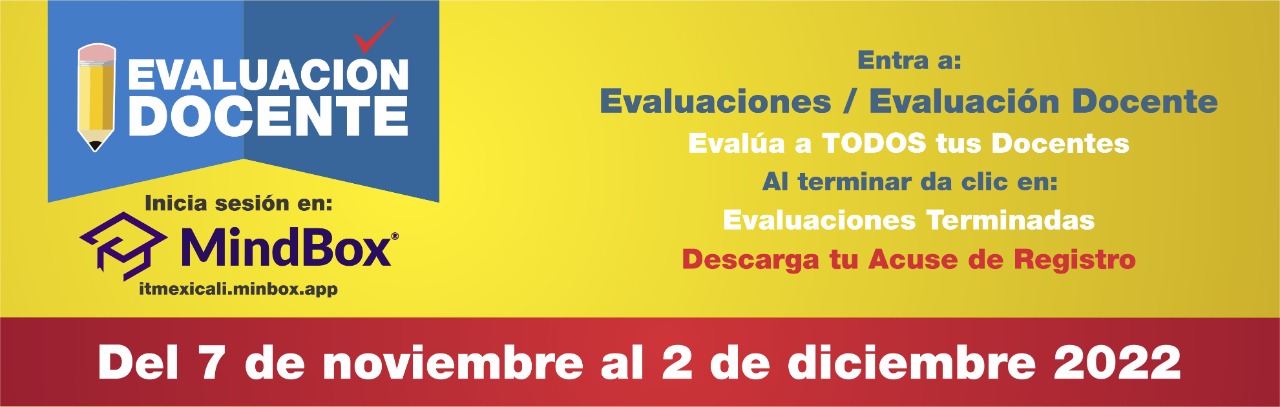 EVALUACIÓN
DOCENTE
Inicia sesión en:
MindBox®
itmexicali.minbox.app
Entra a:
Evaluaciones / Evaluación Docente
Evalúa a TODOS tus Docentes
Al terminar da clic en:
Evaluaciones Terminadas
Descarga tu Acuse de Registro
Del 7 de noviembre al 2 de diciembre 2022